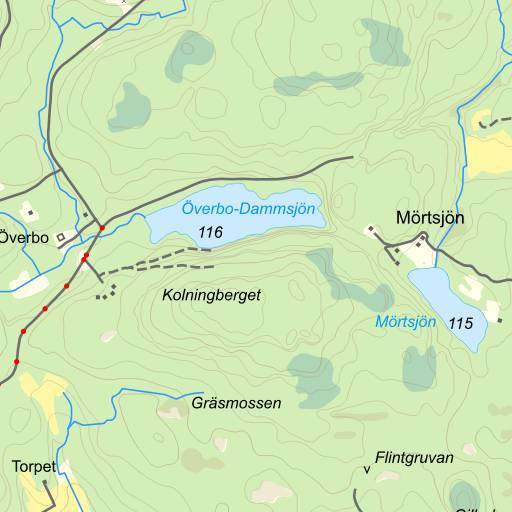 Överbo-Dammsjön
Mörtsjön
116
Överbo
Kolningberget
Mörtsjön
115
Gräsmossen
Flintgruvan
Torpet